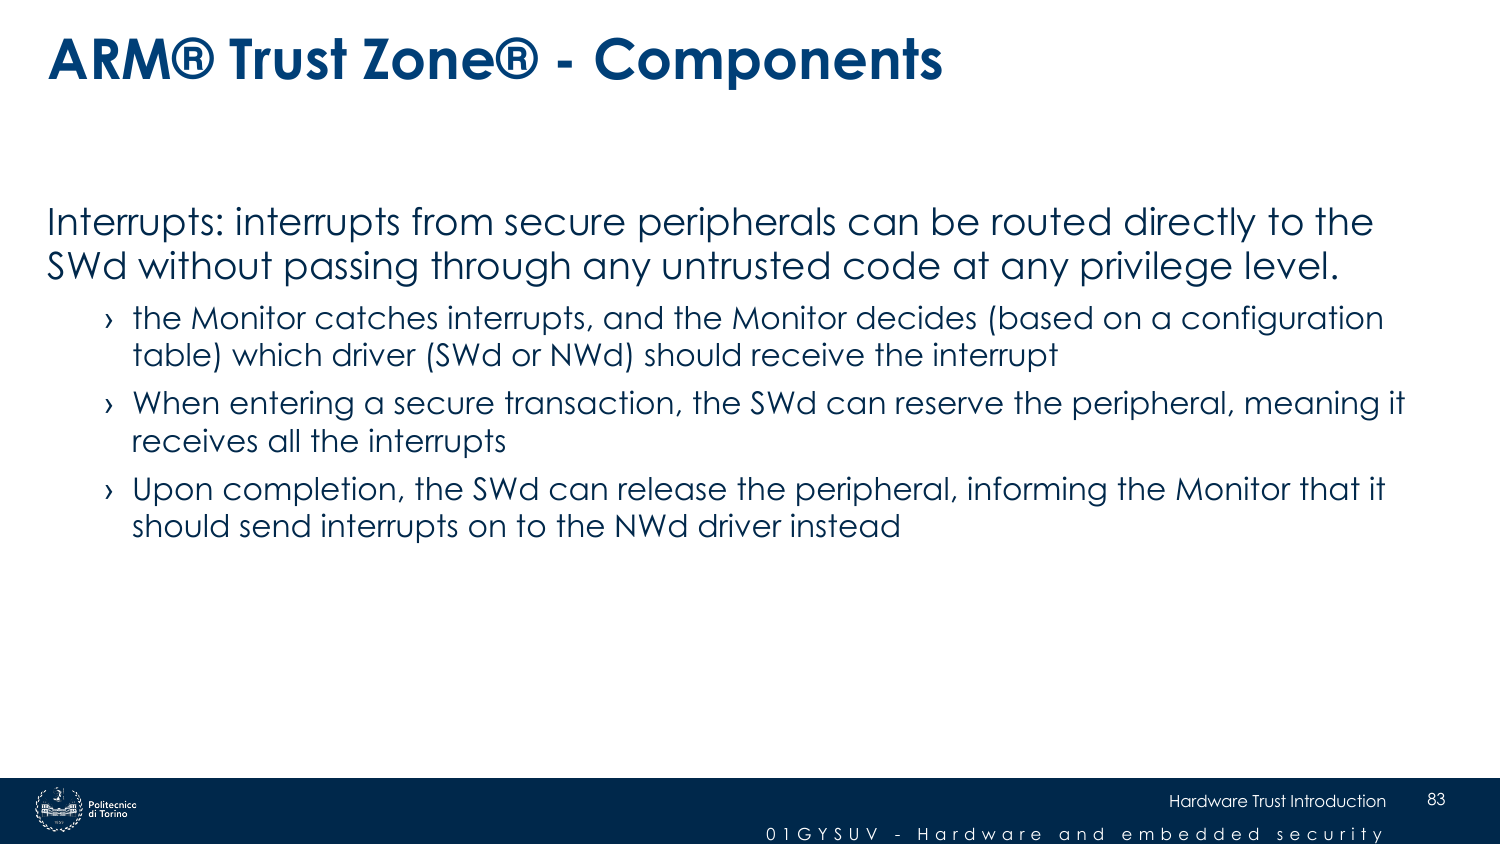 ARM® Trust Zone® - Components
Interrupts: interrupts from secure peripherals can be routed directly to the
SWd without passing through any untrusted code at any privilege level.
› the Monitor catches interrupts, and the Monitor decides (based on a configuration
table) which driver (SWd or NWd) should receive the interrupt
› When entering a secure transaction, the SWd can reserve the peripheral, meaning it
receives all the interrupts
› Upon completion, the SWd can release the peripheral, informing the Monitor that it
should send interrupts on to the NWd driver instead
Politecnico
di Torino
Hardware Trust Introduction
83
01GYSUV - Hardware and embedded security